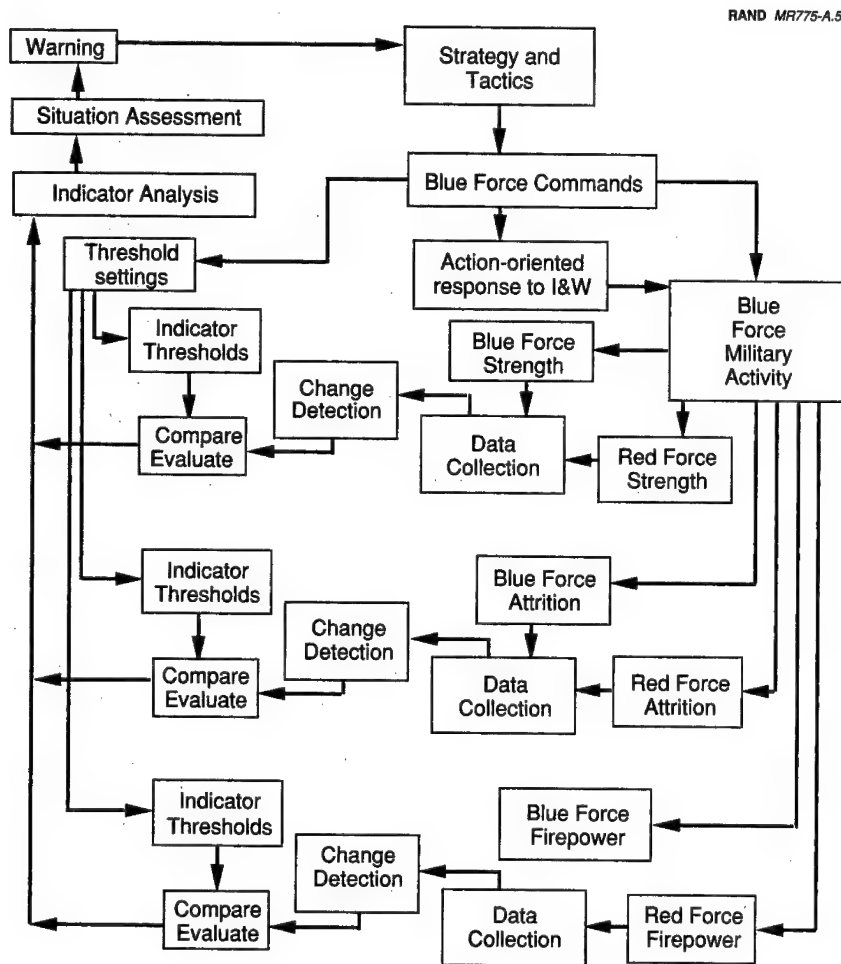 RAND MR775-A.5
Warning
Strategy and
Tactics
Situation Assessment
Blue Force Commands
Indicator Analysis
Threshold
settings
Action-oriented
response to I&W
Blue
Force
Military
Activity
Indicator
Thresholds
Blue Force
Strength
Change
Detection
Compare
Evaluate
Data
Collection
Red Force
Strength
Indicator
Thresholds
Blue Force
Attrition
Change
Detection
Compare
Evaluate
Data
Collection
Red Force
Attrition
Indicator
Thresholds
Blue Force
Firepower
Change
Detection
Compare
Evaluate
Data
Collection
Red Force
Firepower